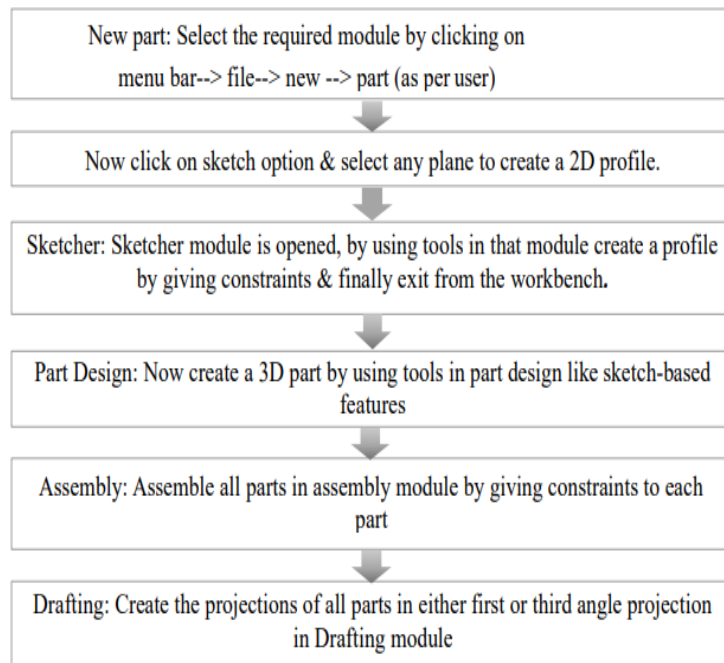 New part: Select the required module by clicking on
menu bar--> file--> new --> part (as per user)
Now click on sketch option & select any plane to create a 2D profile.
Sketcher: Sketcher module is opened, by using tools in that module create a profile
by giving constraints & finally exit from the workbench.
Part Design: Now create a 3D part by using tools in part design like sketch-based
features
Assembly: Assemble all parts in assembly module by giving constraints to each
part
Drafting: Create the projections of all parts in either first or third angle projection
in Drafting module